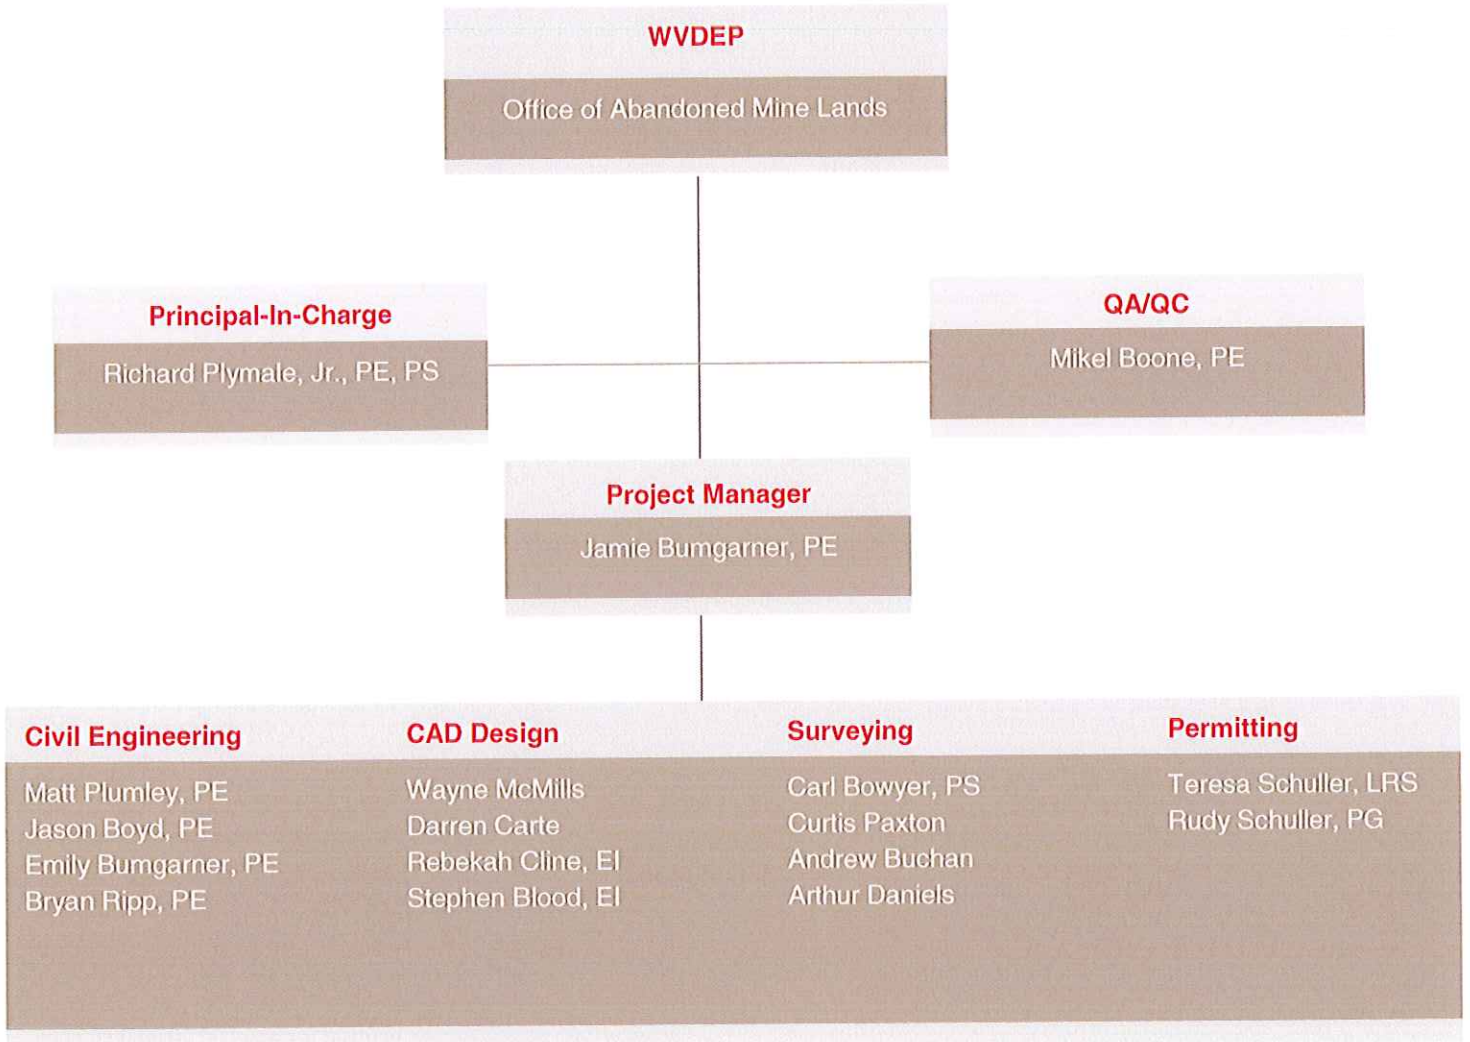 WVDEP
Office of Abandoned Mine Lands
Principal-In-Charge
Richard Plymale, Jr., PE, PS
QA/QC
Mikel Boone, PE
Project Manager
Jamie Bumgarner, PE
Civil Engineering
Matt Plumley, PE
Jason Boyd, PE
Emily Bumgarner, PE
Bryan Ripp, PE
CAD Design
Wayne McMills
Darren Carte
Rebekah Cline, EI
Stephen Blood, EI
Surveying
Carl Bowyer, PS
Curtis Paxton
Andrew Buchan
Arthur Daniels
Permitting
Teresa Schuller, LRS
Rudy Schuller, PG